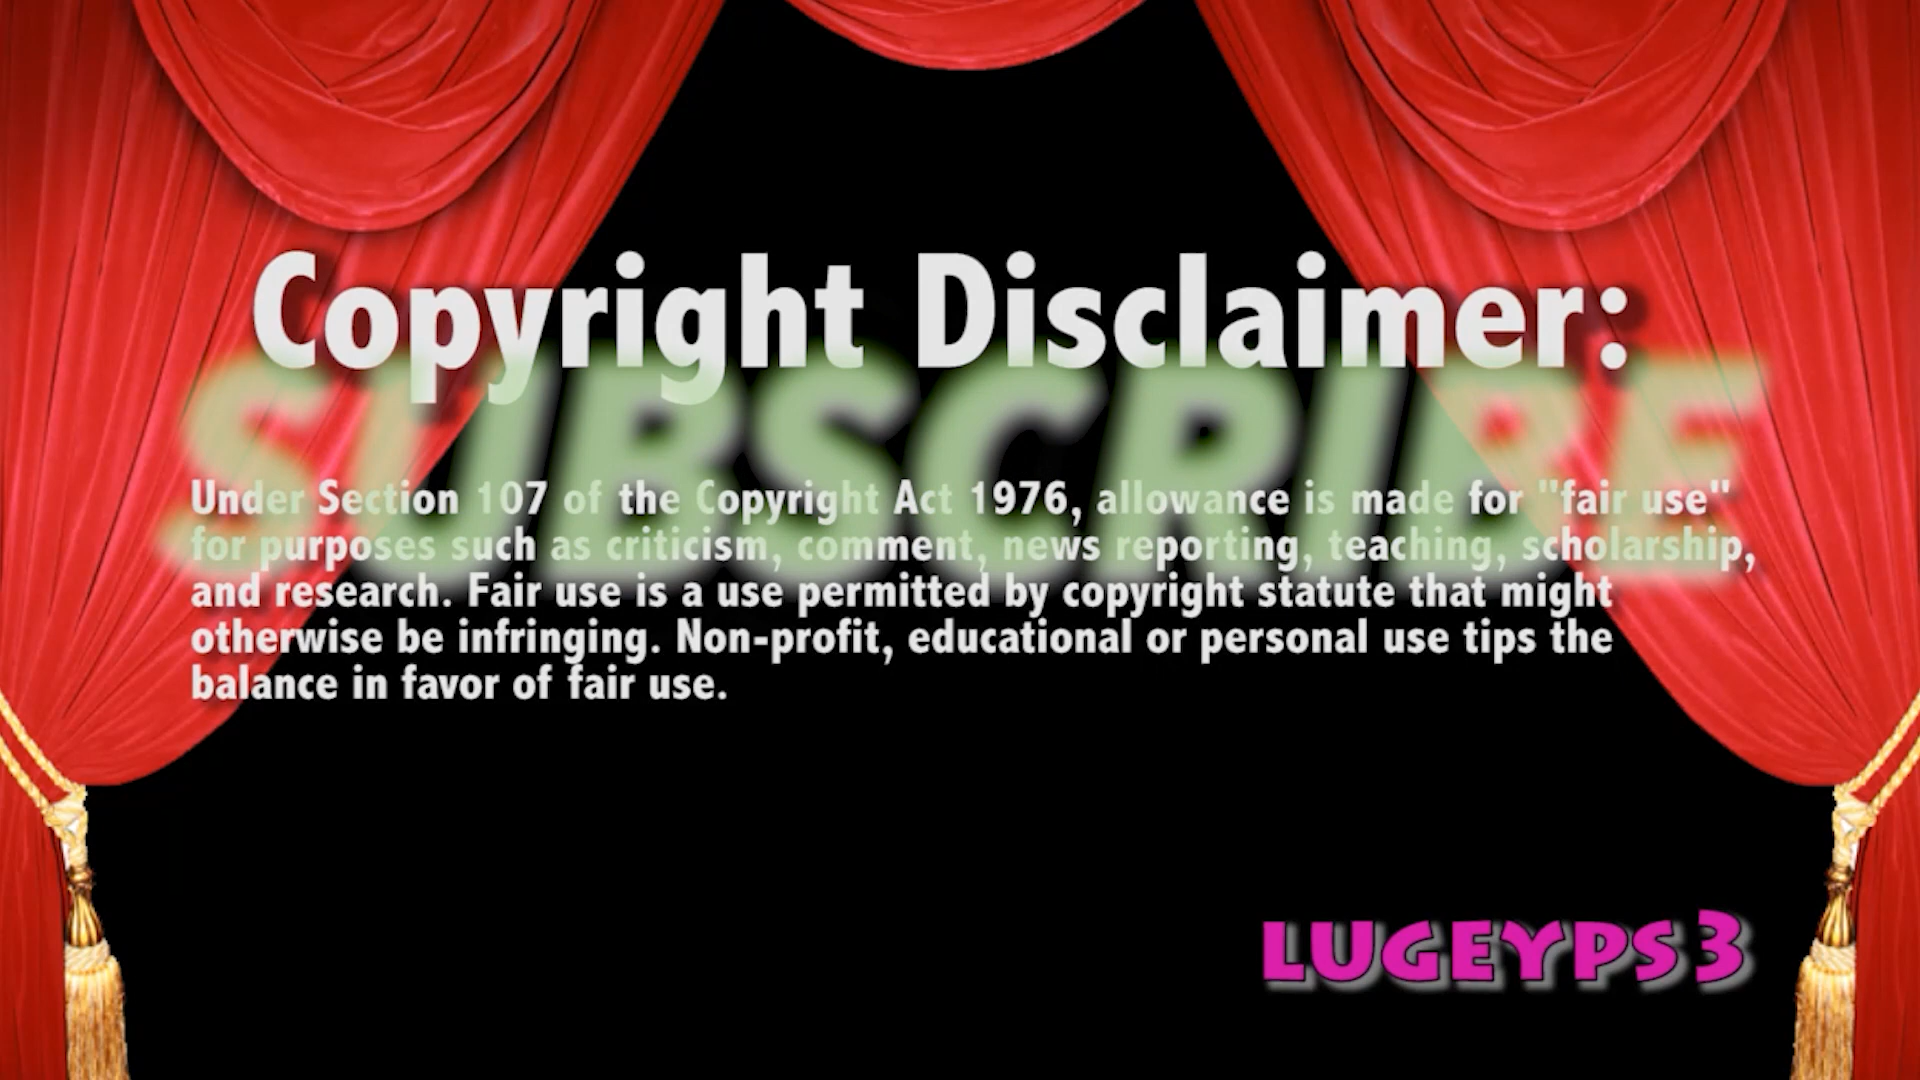 Copyright Disclaimer:
SUBSCRIBE
Under Section 107 of the Copyright Act 1976, allowance is made for "fair use"
for purposes such as criticism, comment, news reporting, teaching, scholarship,
and research. Fair use is a use permitted by copyright statute that might
otherwise be infringing. Non-profit, educational or personal use tips the
balance in favor of fair use.
LUGEYPS3